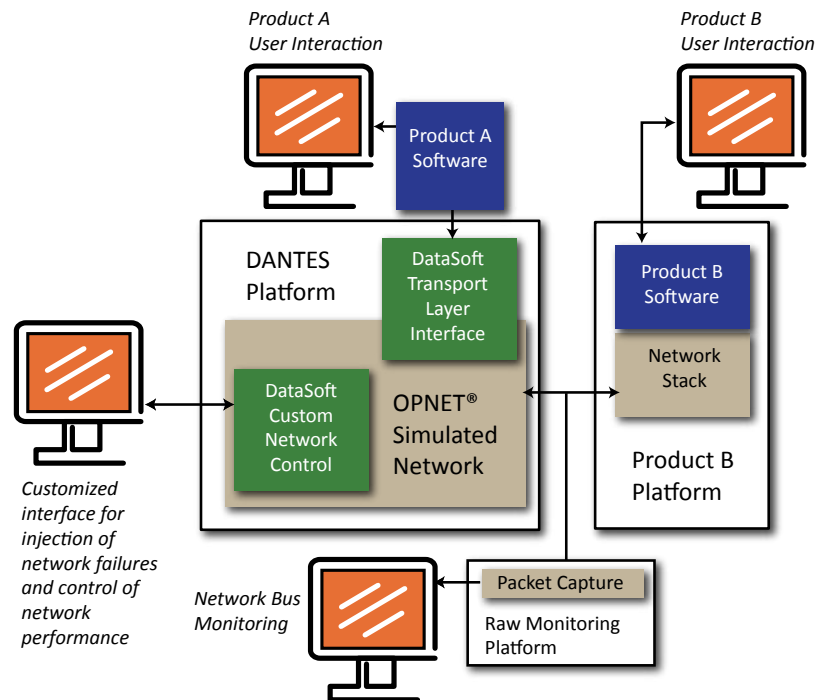 Product A
User Interaction
Product B
User Interaction
Product A
Software
DANTES
Platform
DataSoft
Transport
Layer
Interface
Product B
Software
Network
Stack
DataSoft
Custom
Network
Control
OPNET®
Simulated
Network
Product B
Platform
Customized
interface for
injection of
network failures
and control of
network
performance
Network Bus
Monitoring
Packet Capture
Raw Monitoring
Platform